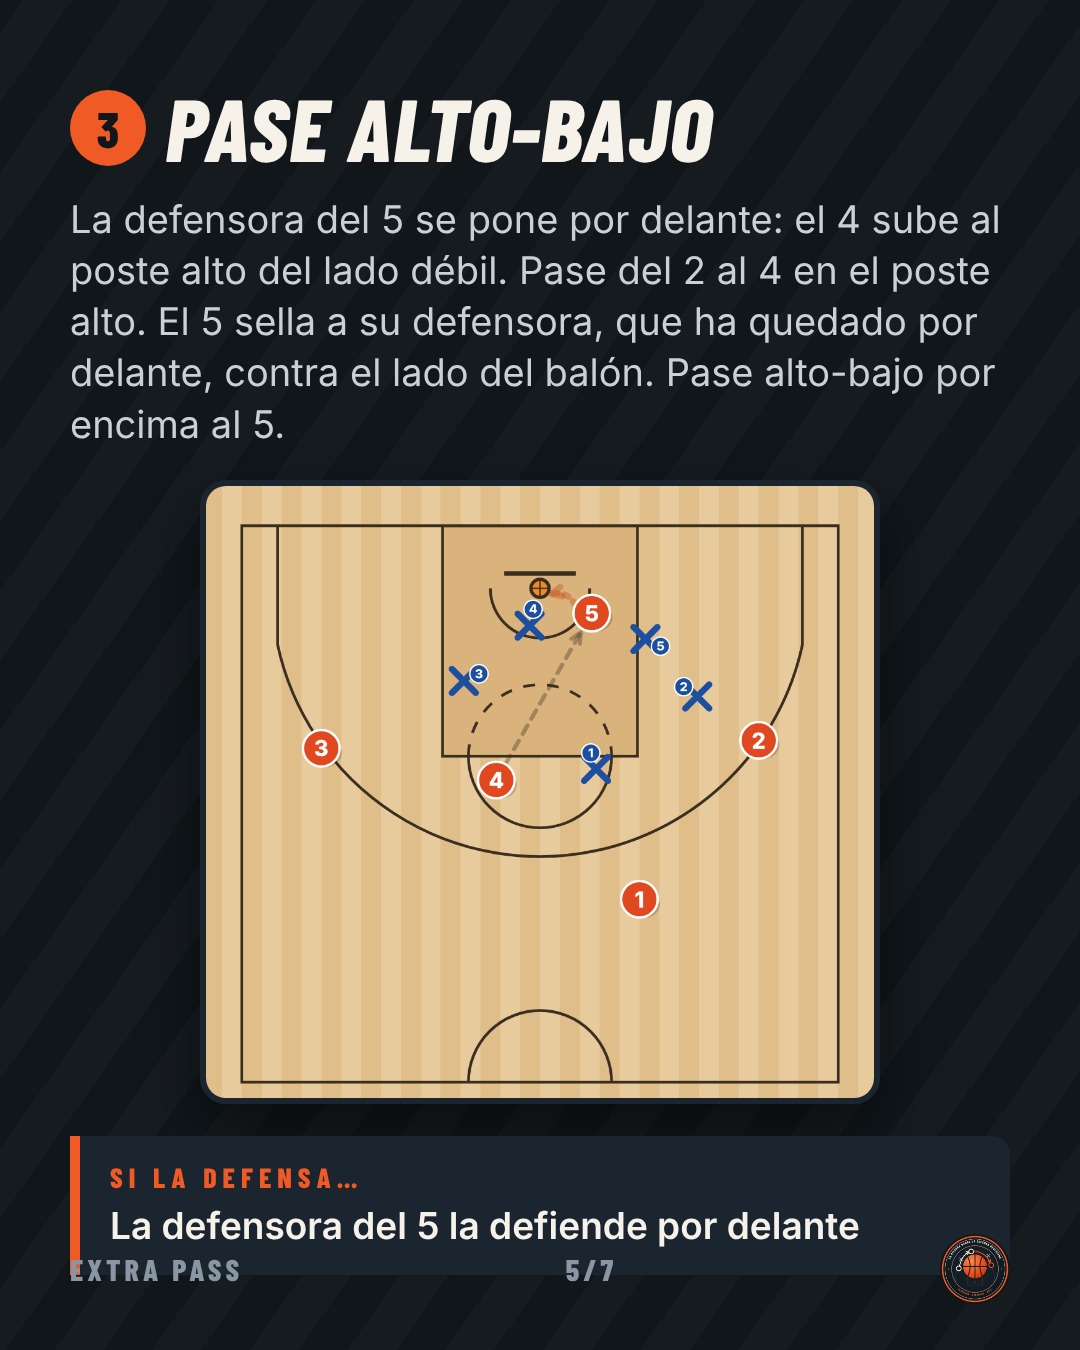 3 PASE ALTO-BAJO
La defensora del 5 se pone por delante: el 4 sube al
poste alto del lado débil. Pase del 2 al 4 en el poste
alto. El 5 sella a su defensora, que ha quedado por
delante, contra el lado del balón. Pase alto-bajo por
encima al 5.
4
5
5
3
2
3
2
1
4
1
SI LA DEFENSA...
La defensora del 5 la defiende por delante
EXTRA PASS
5/7